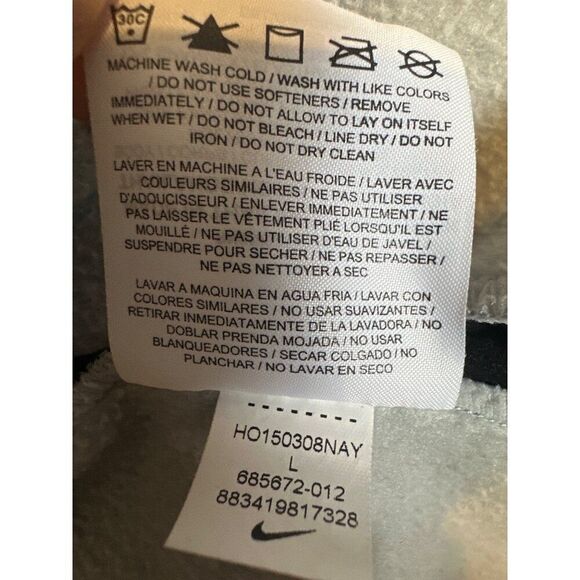 30C
MACHINE WASH COLD / WASH WITH LIKE COLORS
/ DO NOT USE SOFTENERS / REMOVE
IMMEDIATELY / DO NOT ALLOW TO LAY ON ITSELF
WHEN WET / DO NOT BLEACH / LINE DRY / DO NOT
IRON / DO NOT DRY CLEAN
LAVER EN MACHINE A L'EAU FROIDE / LAVER AVEC
COULEURS SIMILAIRES / NE PAS UTILISER
D'ADOUCISSEUR / ENLEVER IMMEDIATEMENT / NE
PAS LAISSER LE VÊTEMENT PLIÉ LORSQU'IL EST
MOUILLÉ / NE PAS UTILISER D'EAU DE JAVEL /
SUSPENDRE POUR SECHER / NE PAS REPASSER /
NE PAS NETTOYER A SEC
LAVAR A MAQUINA EN AGUA FRIA / LAVAR CON
COLORES SIMILARES / NO USAR SUAVIZANTES /
RETIRAR INMEDIATAMENTE DE LA LAVADORA / NO
DOBLAR PRENDA MOJADA / NO USAR
BLANQUEADORES / SECAR COLGADO / NO
PLANCHAR / NO LAVAR EN SECO
HO150308NAY
L
685672-012
883419817328